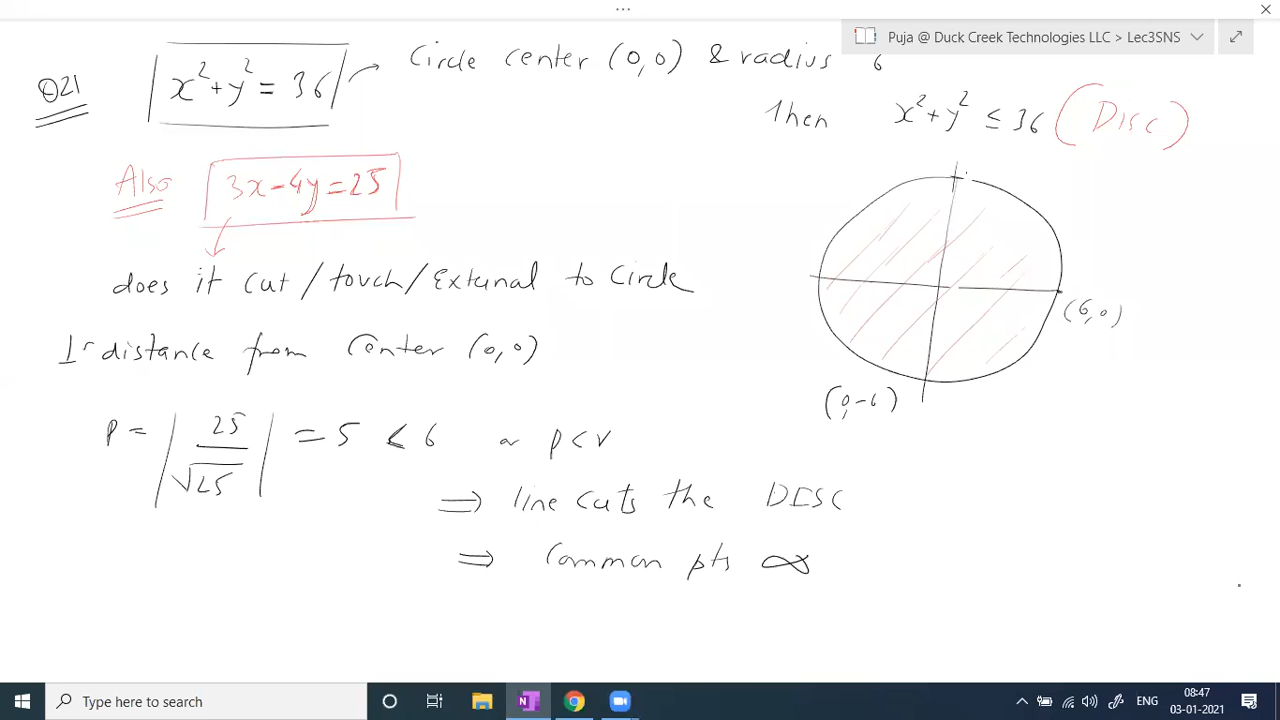 Puja @ Duck Creek Technologies LLC > Lec3SNS
Q21 x²+y² = 36 → Circle center (0,0) & radius 6
Then x²+y² ≤ 36 (Disc)
Also 3x-4y=25
does it cut/touch/External to Circle
⊥r distance from Center (0,0)
(6,0)
(0,-6)
P = |25/√25| = 5 < 6 or p<r
⇒ line cuts the DISC
⇒ Common pts ∞
Type here to search
ENG
08:47
03-01-2021